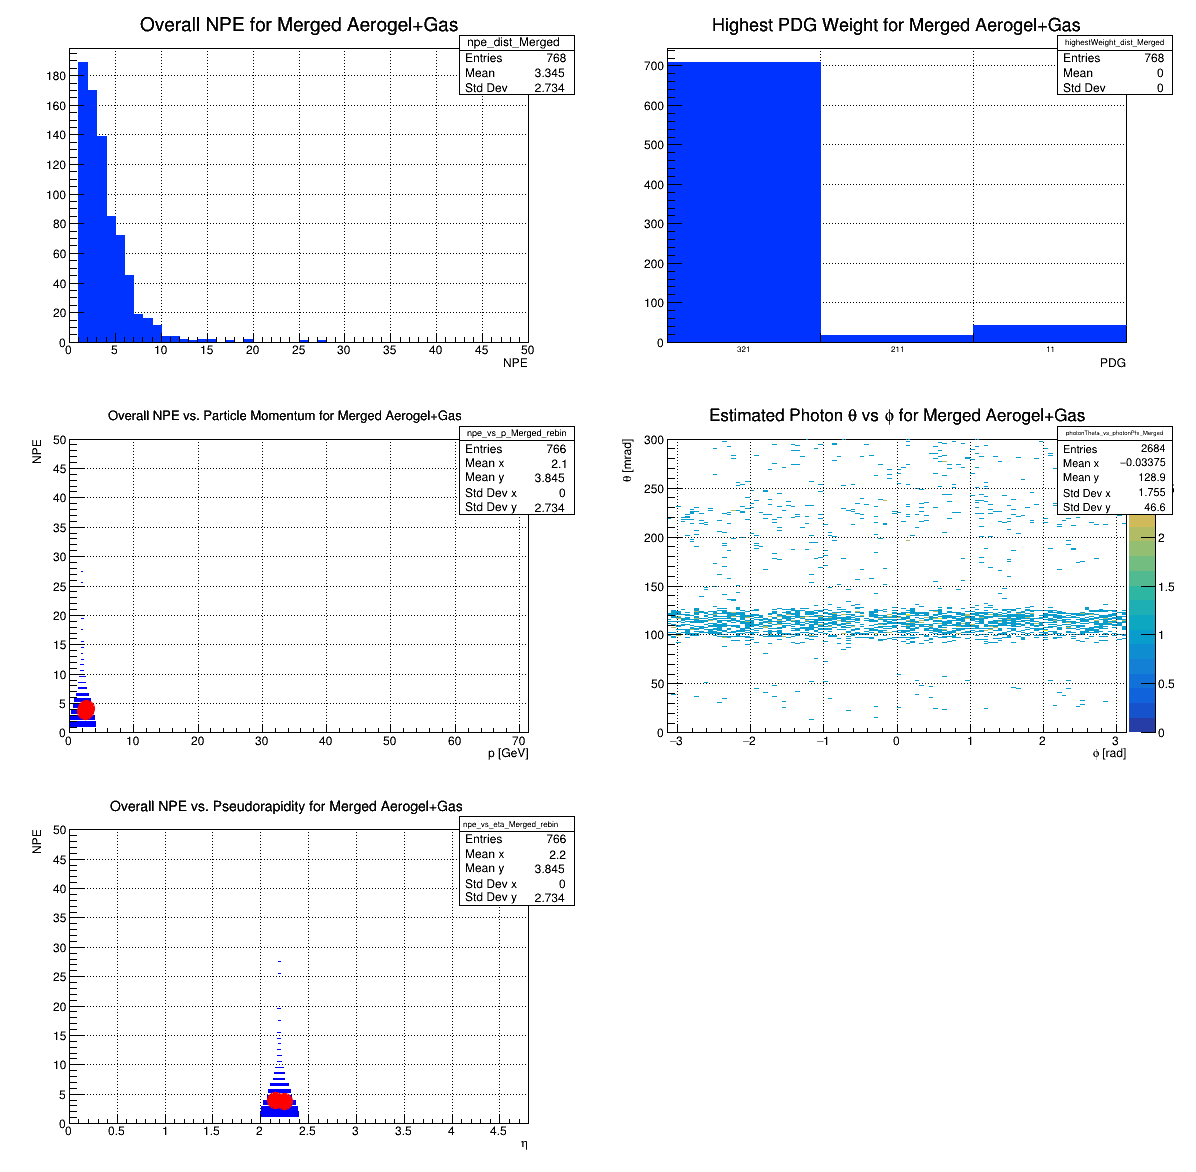 Overall NPE for Merged Aerogel+Gas
npe_dist_Merged
Entries 768
Mean 3.345
Std Dev 2.734
180
160
140
120
100
80
60
40
20
0
0 5 10 15 20 25 30 35 40 45 50
NPE
Highest PDG Weight for Merged Aerogel+Gas
highestWeight_dist_Merged
Entries 768
Mean 0
Std Dev 0
700
600
500
400
300
200
100
0
321 211 11
PDG
Overall NPE vs. Particle Momentum for Merged Aerogel+Gas
npe_vs_p_Merged_rebin
Entries 766
Mean x 2.1
Mean y 3.845
Std Dev x 0
Std Dev y 2.734
NPE
50
45
40
35
30
25
20
15
10
5
0
0 10 20 30 40 50 60 70
p [GeV]
Estimated Photon θ vs ϕ for Merged Aerogel+Gas
photonTheta_vs_photonPhi_Merged
Entries 2684
Mean x −0.03375
Mean y 128.9
Std Dev x 1.755
Std Dev y 46.6
θ [mrad]
300
250
200
150
100
50
0
−3 −2 −1 0 1 2 3
ϕ [rad]
2
1.5
1
0.5
0
Overall NPE vs. Pseudorapidity for Merged Aerogel+Gas
npe_vs_eta_Merged_rebin
Entries 766
Mean x 2.2
Mean y 3.845
Std Dev x 0
Std Dev y 2.734
NPE
50
45
40
35
30
25
20
15
10
5
0
0 0.5 1 1.5 2 2.5 3 3.5 4 4.5
η